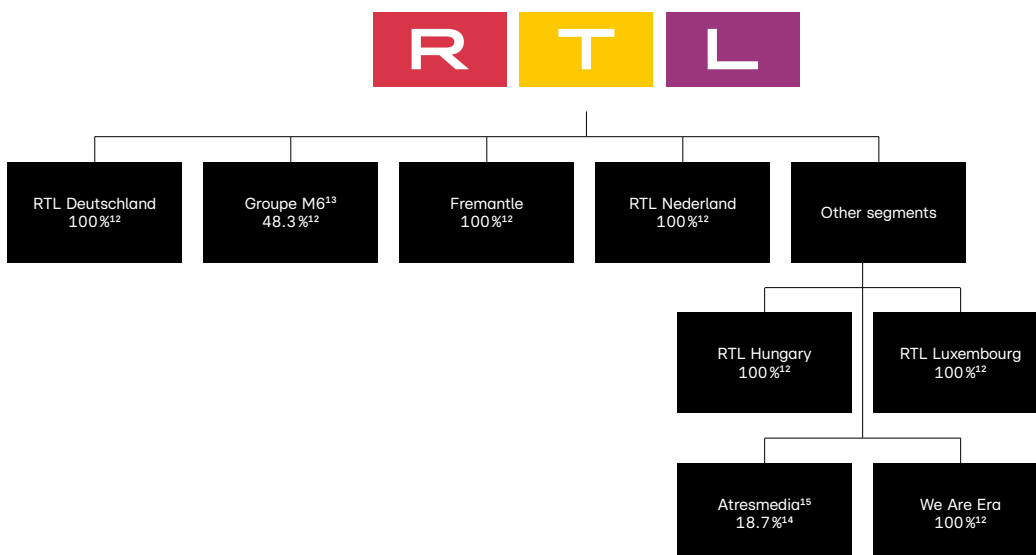 R T L
RTL Deutschland
100%¹²
Groupe M6¹³
48.3%¹²
Fremantle
100%¹²
RTL Nederland
100%¹²
Other segments
RTL Hungary
100%¹²
RTL Luxembourg
100%¹²
Atresmedia¹⁵
18.7%¹⁴
We Are Era
100%¹²